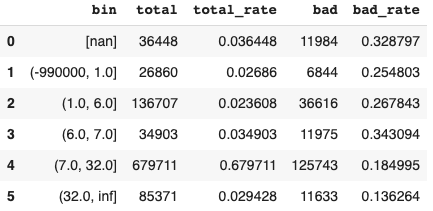 bin total total_rate bad bad_rate
0 [nan] 36448 0.036448 11984 0.328797
1 (-990000, 1.0] 26860 0.02686 6844 0.254803
2 (1.0, 6.0] 136707 0.023608 36616 0.267843
3 (6.0, 7.0] 34903 0.034903 11975 0.343094
4 (7.0, 32.0] 679711 0.679711 125743 0.184995
5 (32.0, inf] 85371 0.029428 11633 0.136264